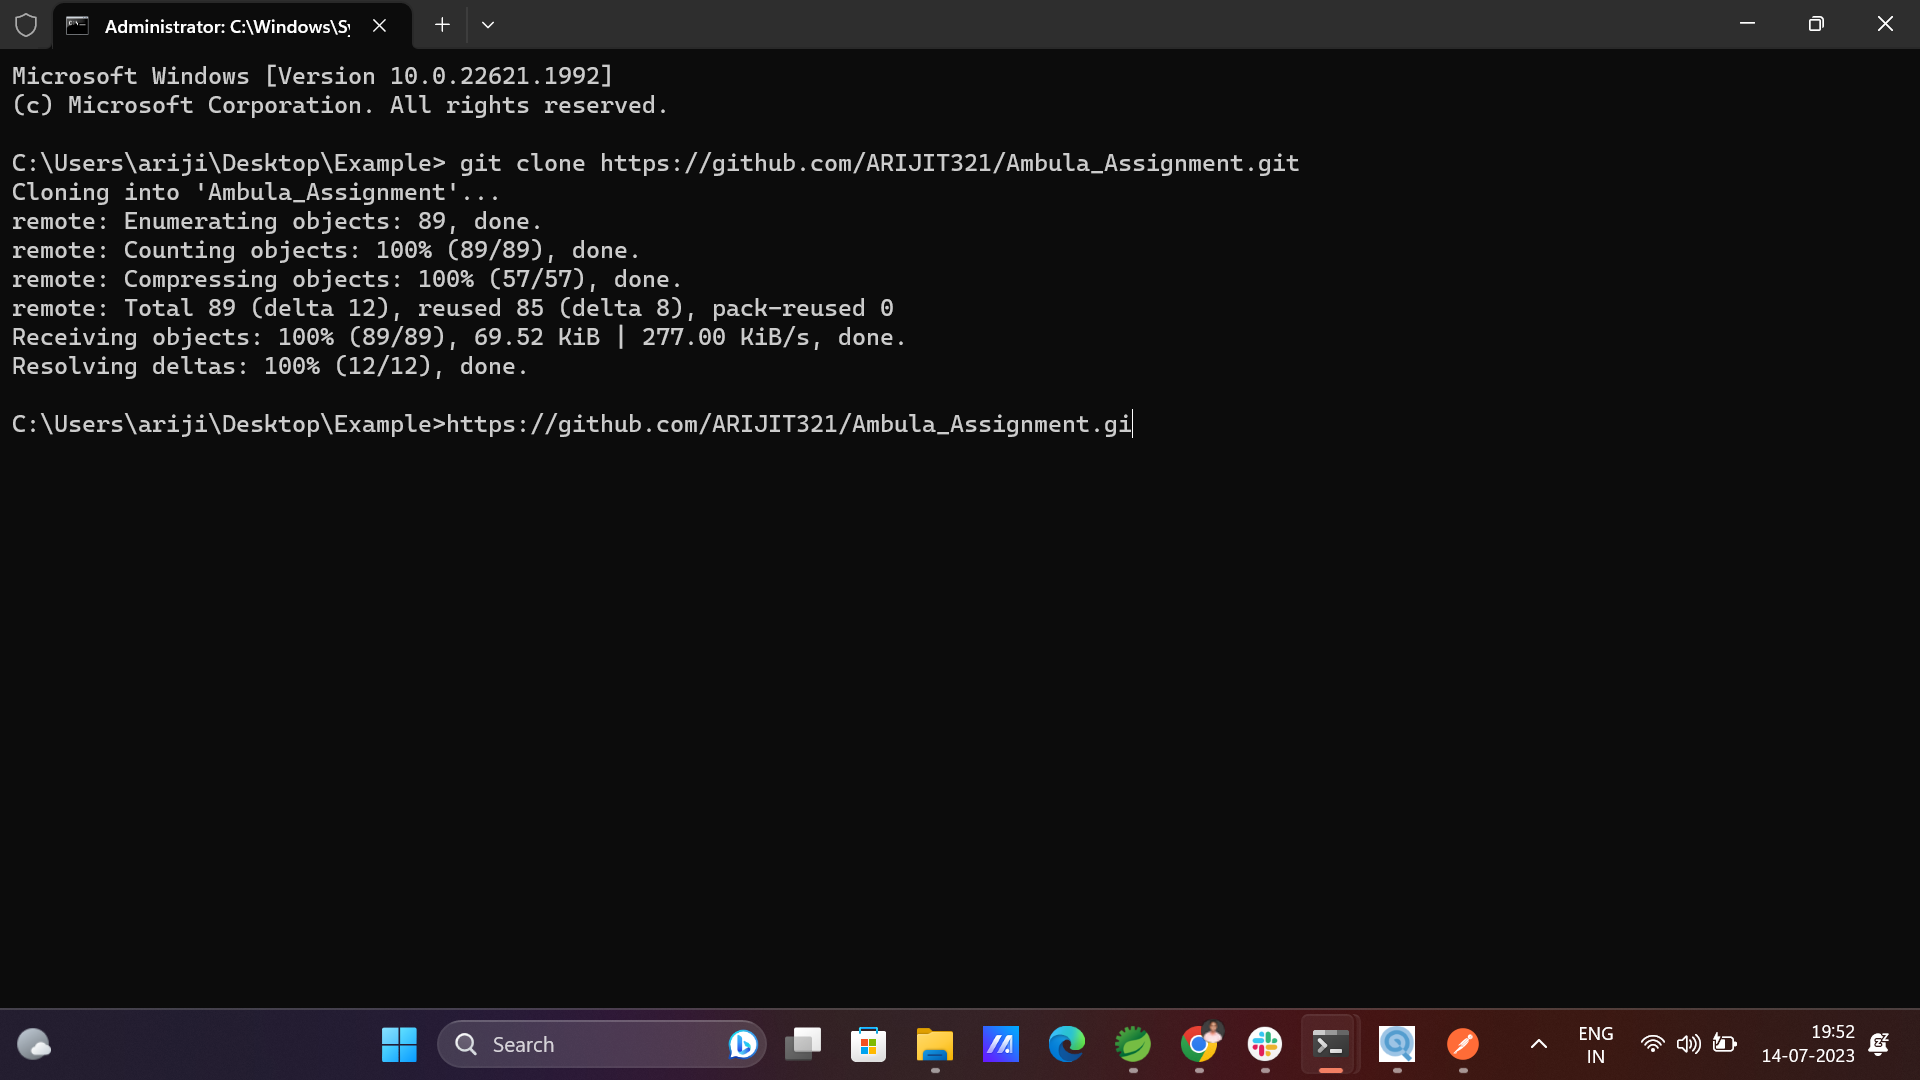 Administrator: C:\Windows\Sy
Microsoft Windows [Version 10.0.22621.1992]
(c) Microsoft Corporation. All rights reserved.
C:\Users\ariji\Desktop\Example> git clone https://github.com/ARIJIT321/Ambula_Assignment.git
Cloning into 'Ambula_Assignment'...
remote: Enumerating objects: 89, done.
remote: Counting objects: 100% (89/89), done.
remote: Compressing objects: 100% (57/57), done.
remote: Total 89 (delta 12), reused 85 (delta 8), pack-reused 0
Receiving objects: 100% (89/89), 69.52 KiB | 277.00 KiB/s, done.
Resolving deltas: 100% (12/12), done.
C:\Users\ariji\Desktop\Example>https://github.com/ARIJIT321/Ambula_Assignment.gi
Search
ENG
IN
19:52
14-07-2023